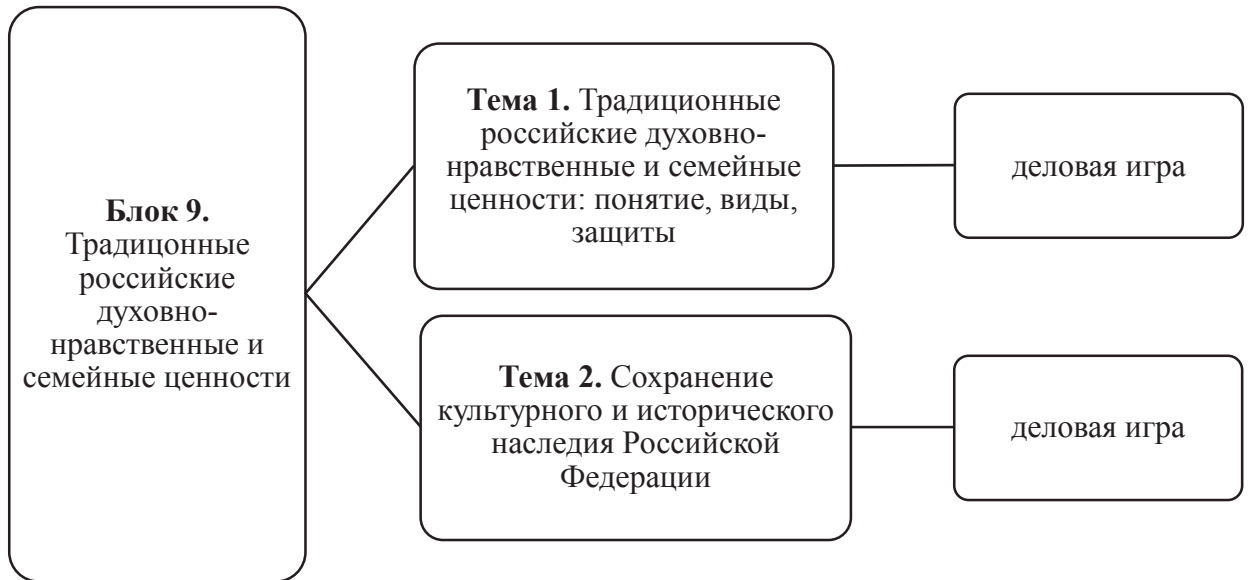 Блок 9.
Традицонные
российские
духовно-
нравственные и
семейные ценности
Тема 1. Традиционные
российские духовно-
нравственные и семейные
ценности: понятие, виды,
защиты
деловая игра
Тема 2. Сохранение
культурного и исторического
наследия Российской
Федерации
деловая игра